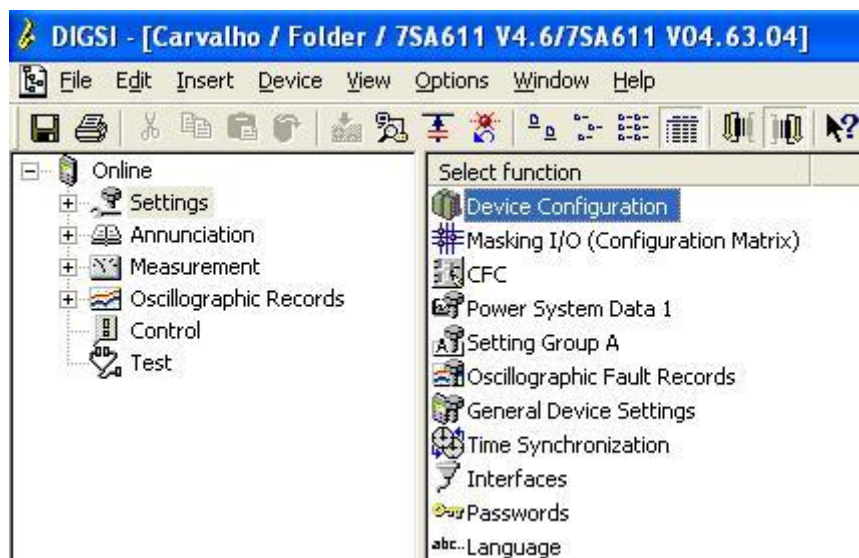 DIGSI - [Carvalho / Folder / 7SA611 V4.6/7SA611 V04.63.04]
File Edit Insert Device View Options Window Help
Online
Settings
Annunciation
Measurement
Oscillographic Records
Control
Test
Select function
Device Configuration
Masking I/O (Configuration Matrix)
CFC
Power System Data 1
Setting Group A
Oscillographic Fault Records
General Device Settings
Time Synchronization
Interfaces
Passwords
abc..Language